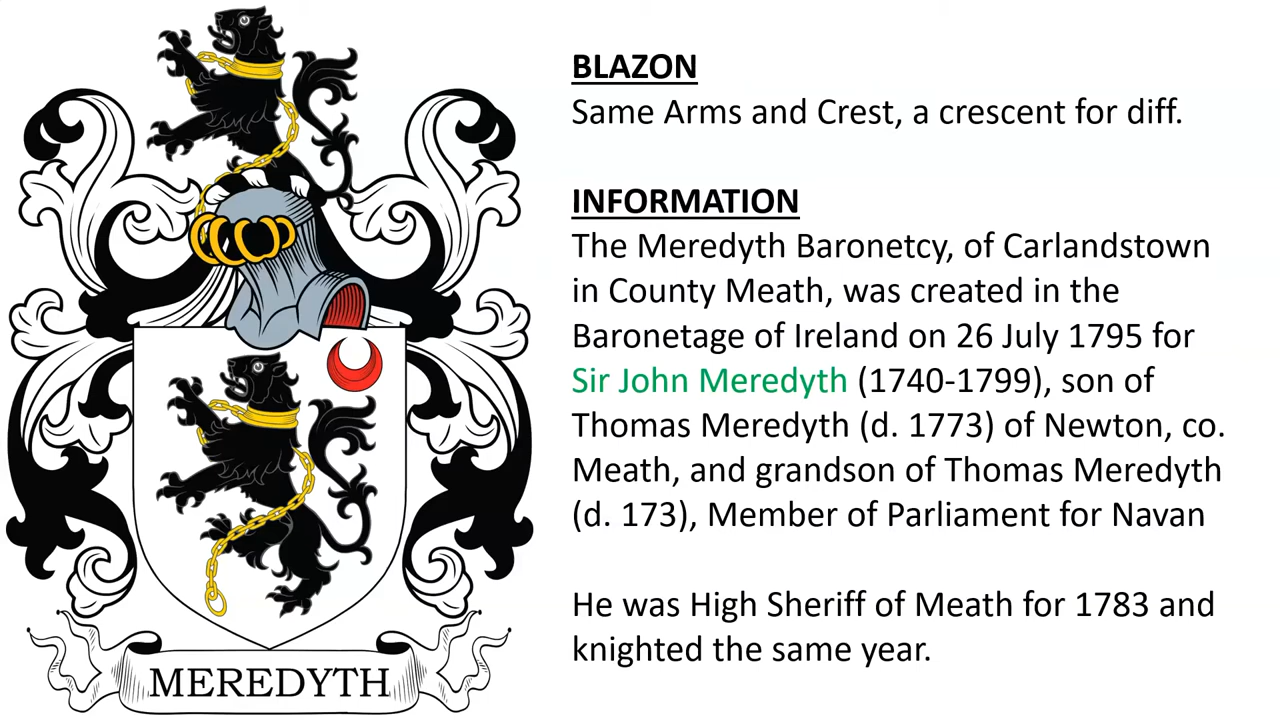 BLAZON
Same Arms and Crest, a crescent for diff.
INFORMATION
The Meredyth Baronetcy, of Carlandstown
in County Meath, was created in the
Baronetage of Ireland on 26 July 1795 for
Sir John Meredyth (1740-1799), son of
Thomas Meredyth (d. 1773) of Newton, co.
Meath, and grandson of Thomas Meredyth
(d. 173), Member of Parliament for Navan
He was High Sheriff of Meath for 1783 and
knighted the same year.
MEREDYTH